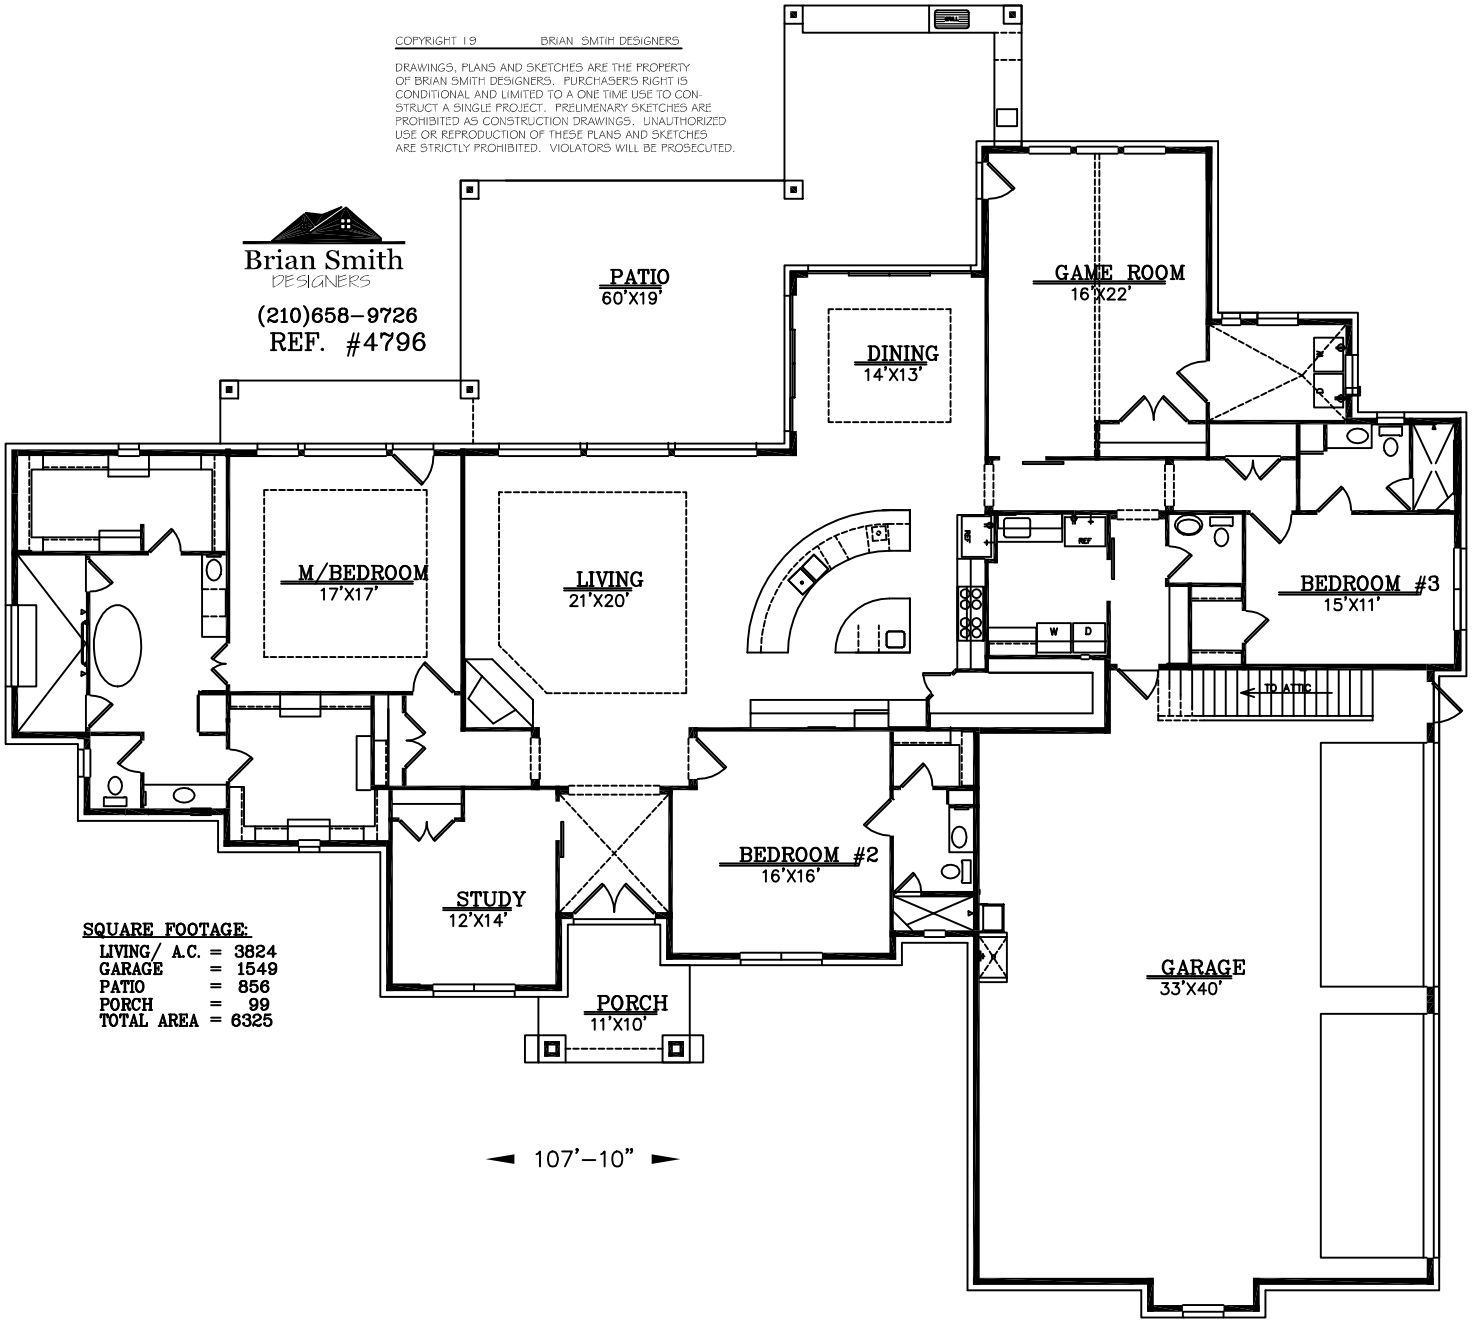 COPYRIGHT 19 BRIAN SMTIH DESIGNERS
DRAWINGS, PLANS AND SKETCHES ARE THE PROPERTY
OF BRIAN SMITH DESIGNERS. PURCHASER'S RIGHT IS
CONDITIONAL AND LIMITED TO A ONE TIME USE TO CON-
STRUCT A SINGLE PROJECT. PRELIMENARY SKETCHES ARE
PROHIBITED AS CONSTRUCTION DRAWINGS. UNAUTHORIZED
USE OR REPRODUCTION OF THESE PLANS AND SKETCHES
ARE STRICTLY PROHIBITED. VIOLATORS WILL BE PROSECUTED.
GRILL
Brian Smith
DESIGNERS
(210)658-9726
REF. #4796
PATIO
60'X19'
GAME ROOM
16'X22'
DINING
14'X13'
W
D
M/BEDROOM
17'X17'
LIVING
21'X20'
REF
REF
W
D
BEDROOM #3
15'X11'
TO ATTIC
BEDROOM #2
16'X16'
STUDY
12'X14'
SQUARE FOOTAGE:
LIVING/ A.C. = 3824
GARAGE = 1549
PATIO = 856
PORCH = 99
TOTAL AREA = 6325
PORCH
11'X10'
GARAGE
33'X40'
107'-10"